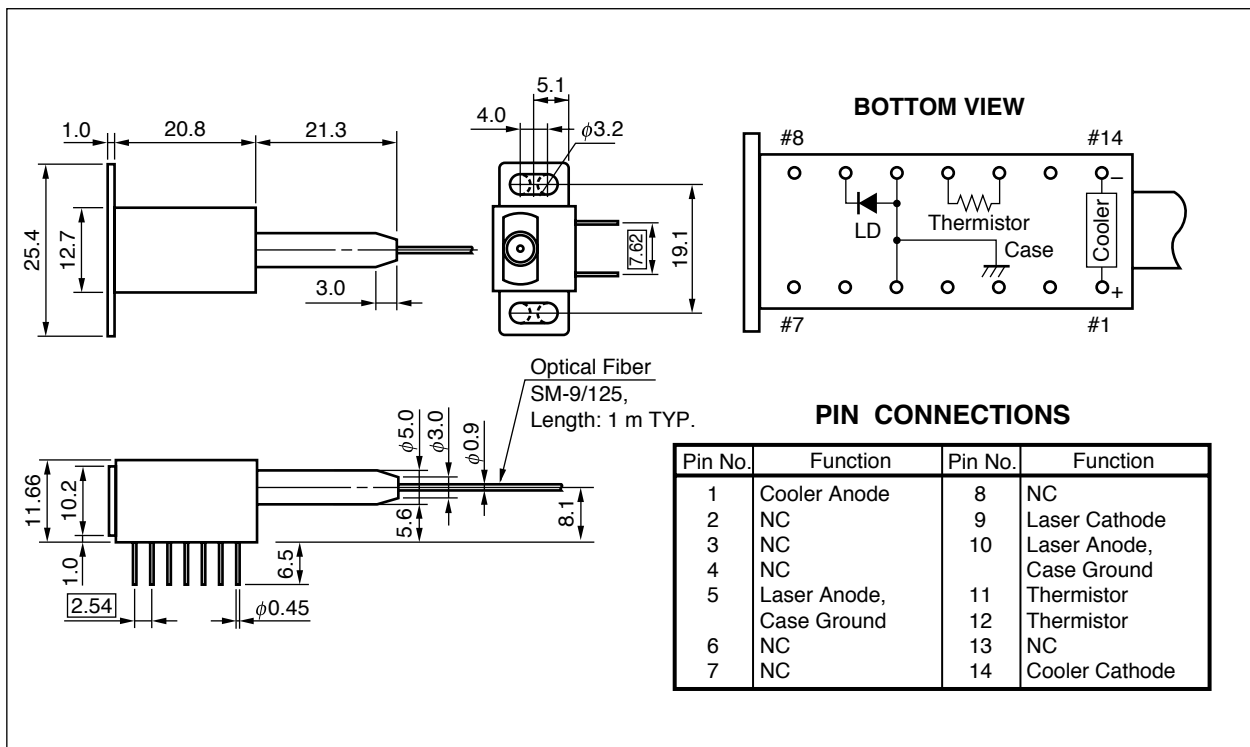 1.0
20.8
21.3
25.4
12.7
3.0
5.1
4.0
φ3.2
7.62
19.1
BOTTOM VIEW
#8
#14
−
LD
Thermistor
Case
Cooler
+
#7
#1
Optical Fiber
SM-9/125,
Length: 1 m TYP.
11.66
10.2
1.0
2.54
6.5
φ0.45
φ5.0
φ3.0
φ0.9
5.6
8.1
PIN CONNECTIONS
Pin No. Function Pin No. Function
1 Cooler Anode 8 NC
2 NC 9 Laser Cathode
3 NC 10 Laser Anode,
4 NC Case Ground
5 Laser Anode, 11 Thermistor
Case Ground 12 Thermistor
6 NC 13 NC
7 NC 14 Cooler Cathode